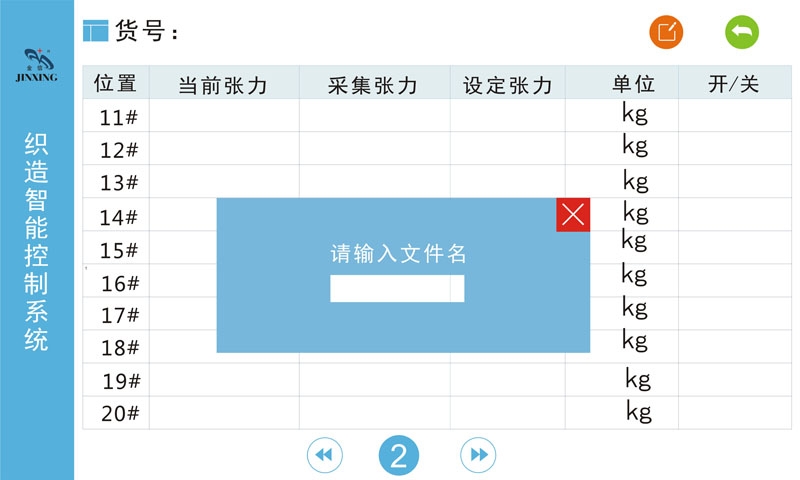 货号：
金信
JINXING
织造智能控制系统
位置 当前张力 采集张力 设定张力 单位 开/关
11# kg
12# kg
13# kg
14# kg
15# kg
16# kg
17# kg
18# kg
19# kg
20# kg
请输入文件名
2